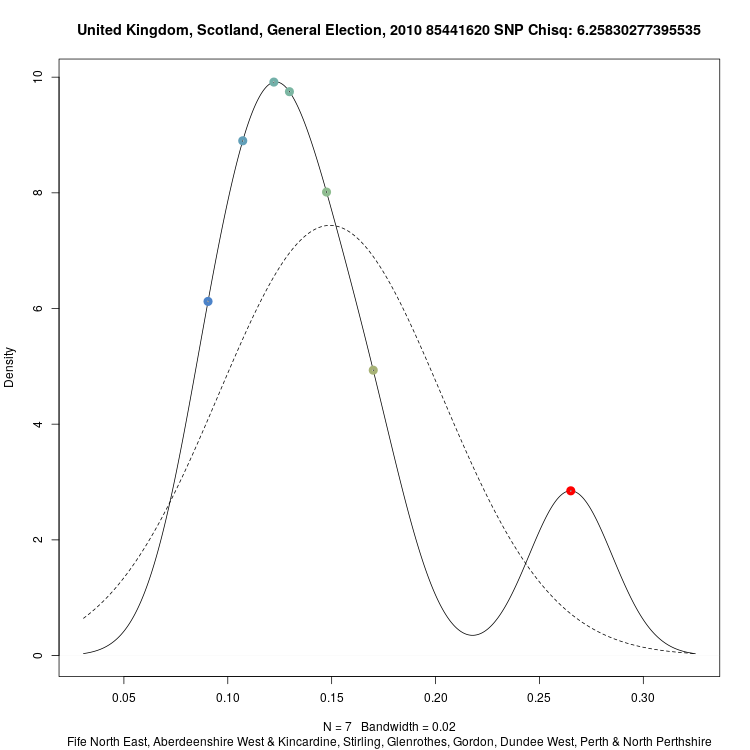 United Kingdom, Scotland, General Election, 2010 85441620 SNP Chisq: 6.25830277395535
10
8
6
4
2
0
Density
0.05 0.10 0.15 0.20 0.25 0.30
N = 7 Bandwidth = 0.02
Fife North East, Aberdeenshire West & Kincardine, Stirling, Glenrothes, Gordon, Dundee West, Perth & North Perthshire